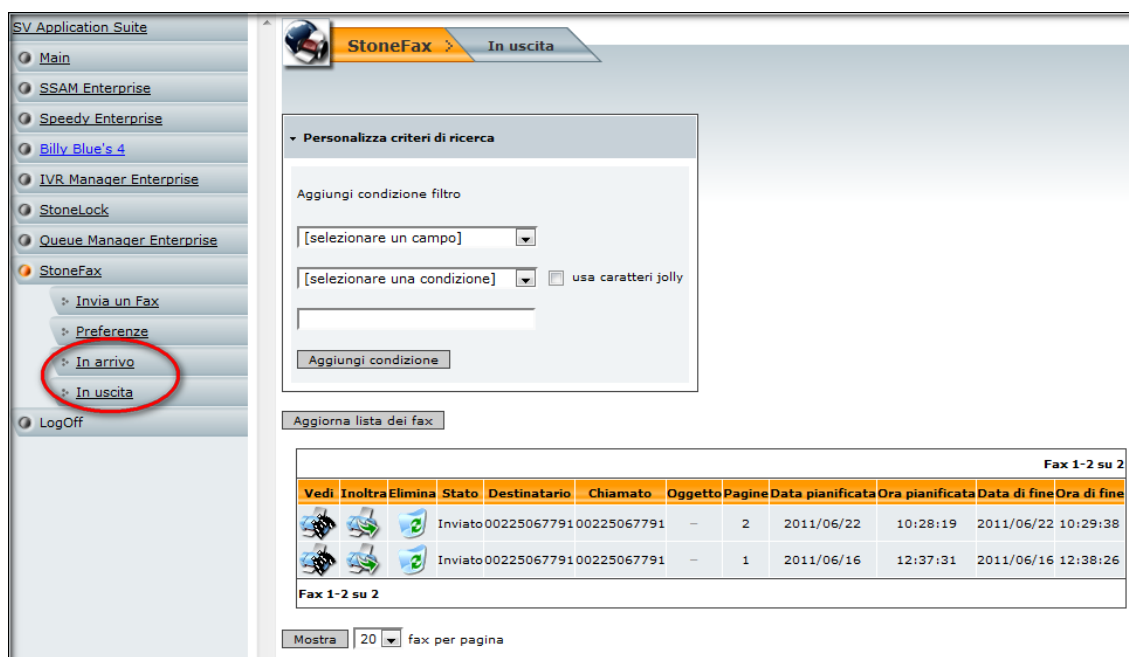 SV Application Suite
Main
SSAM Enterprise
Speedy Enterprise
Billy Blue's 4
IVR Manager Enterprise
StoneLock
Queue Manager Enterprise
StoneFax
Invia un Fax
Preferenze
In arrivo
In uscita
LogOff
StoneFax > In uscita
Personalizza criteri di ricerca
Aggiungi condizione filtro
[selezionare un campo]
[selezionare una condizione] usa caratteri jolly
Aggiungi condizione
Aggiorna lista dei fax
Fax 1-2 su 2
Vedi Inoltra Elimina Stato Destinatario Chiamato Oggetto Pagine Data pianificata Ora pianificata Data di fine Ora di fine
Inviato 00225067791 00225067791 – 2 2011/06/22 10:28:19 2011/06/22 10:29:38
Inviato 00225067791 00225067791 – 1 2011/06/16 12:37:31 2011/06/16 12:38:26
Fax 1-2 su 2
Mostra 20 fax per pagina